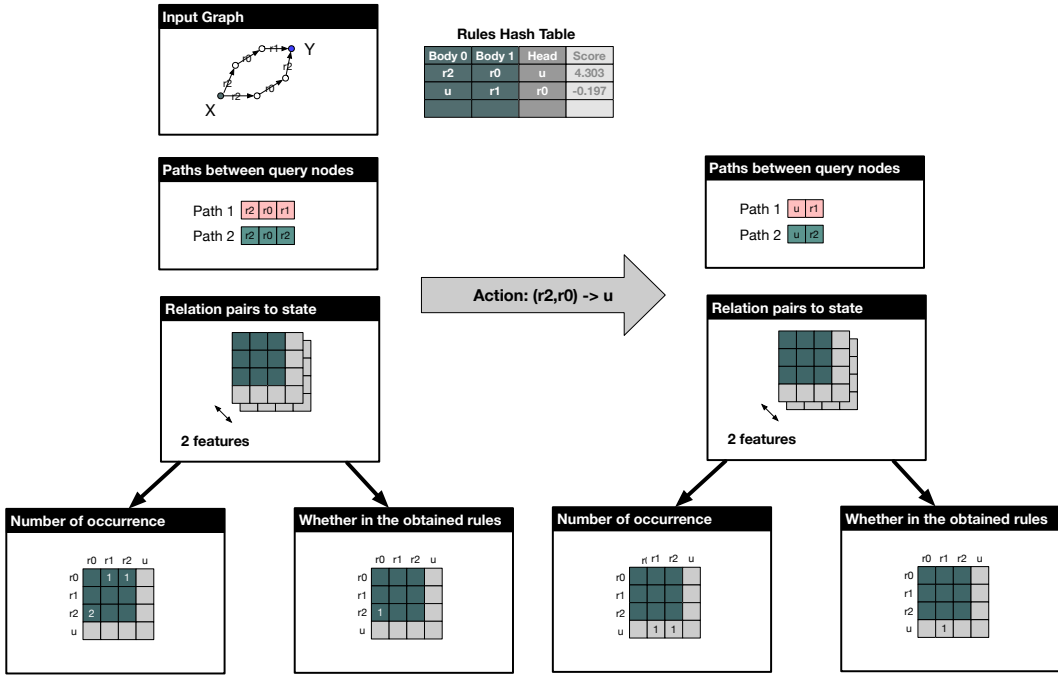 Input Graph
Y
r1
r0
r2
r2
r2
r0
X
Rules Hash Table
Body 0 Body 1 Head Score
r2 r0 u 4.303
u r1 r0 -0.197
Paths between query nodes
Path 1 r2 r0 r1
Path 2 r2 r0 r2
Paths between query nodes
Path 1 u r1
Path 2 u r2
Action: (r2,r0) -> u
Relation pairs to state
2 features
Relation pairs to state
2 features
Number of occurrence
r0 r1 r2 u
r0 1 1
r1
r2 2
u
Whether in the obtained rules
r0 r1 r2 u
r0
r1
r2 1
u
Number of occurrence
r( r1 r2 u
r0
r1
r2
u 1 1
Whether in the obtained rules
r0 r1 r2 u
r0
r1
r2
u 1